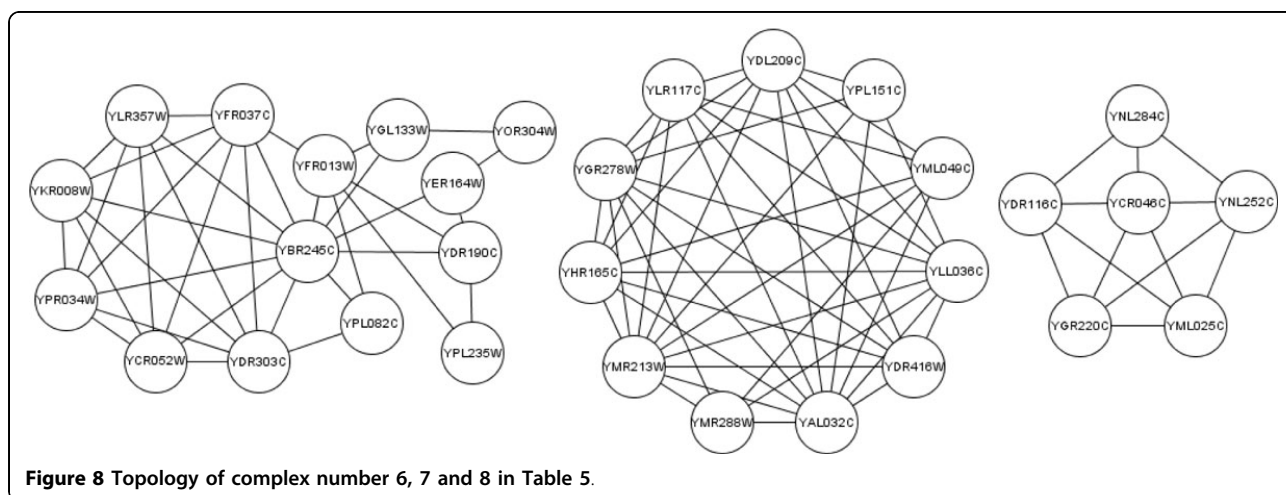 YLR357W
YFR037C
YGL133W
YOR304W
YFR013W
YER164W
YKR008W
YBR245C
YDR190C
YPR034W
YPL082C
YCR052W
YDR303C
YPL235W
YDL209C
YLR117C
YPL151C
YGR278W
YML049C
YHR165C
YLL036C
YMR213W
YDR416W
YMR288W
YAL032C
YNL284C
YDR116C
YCR046C
YNL252C
YGR220C
YML025C
Figure 8 Topology of complex number 6, 7 and 8 in Table 5.